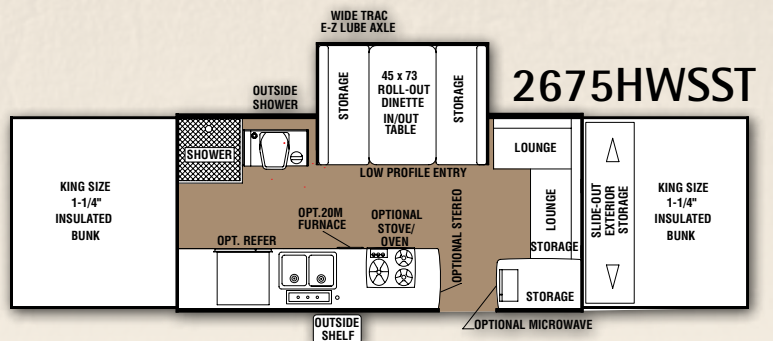 WIDE TRAC
E-Z LUBE AXLE
2675HWSST
OUTSIDE
SHOWER
STORAGE
45 x 73
ROLL-OUT
DINETTE
IN/OUT
TABLE
STORAGE
SHOWER
LOUNGE
LOW PROFILE ENTRY
KING SIZE
1-1/4"
INSULATED
BUNK
OPT.20M
FURNACE
OPTIONAL
STOVE/
OVEN
OPT. REFER
OPTIONAL STEREO
LOUNGE
STORAGE
SLIDE-OUT
EXTERIOR
STORAGE
KING SIZE
1-1/4"
INSULATED
BUNK
STORAGE
OUTSIDE
SHELF
OPTIONAL MICROWAVE